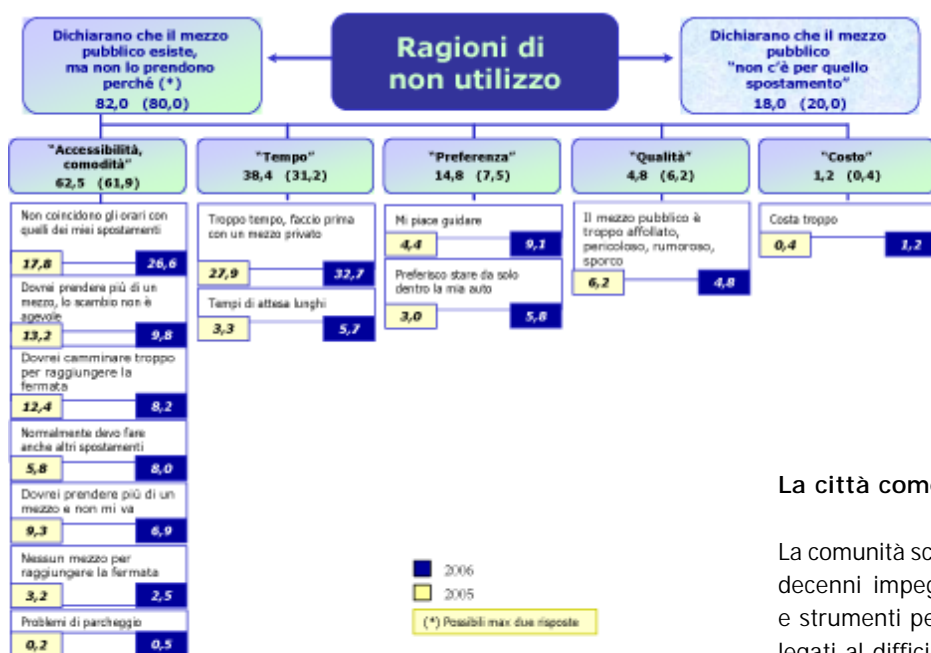 Dichiarano che il mezzo
pubblico esiste,
ma non lo prendono
perché (*)
82,0 (80,0)
Ragioni di
non utilizzo
Dichiarano che il mezzo
pubblico
"non c'è per quello
spostamento"
18,0 (20,0)
"Accessibilità,
comodità"
62,5 (61,9)
"Tempo"
38,4 (31,2)
"Preferenza"
14,8 (7,5)
"Qualità"
4,8 (6,2)
"Costo"
1,2 (0,4)
Non coincidono gli orari con
quelli dei miei spostamenti
17,8 26,6
Dovrei prendere più di un
mezzo, lo scambio non è
agevole
13,2 9,8
Dovrei camminare troppo
per raggiungere la
fermata
12,4 8,2
Normalmente devo fare
anche altri spostamenti
5,8 8,0
Dovrei prendere più di un
mezzo e non mi va
9,3 6,9
Nessun mezzo per
raggiungere la fermata
3,2 2,5
Problemi di parcheggio
0,2 0,5
Troppo tempo, faccio prima
con un mezzo privato
27,9 32,7
Tempi di attesa lunghi
3,3 5,7
Mi piace guidare
4,4 9,1
Preferisco stare da solo
dentro la mia auto
3,0 5,8
Il mezzo pubblico è
troppo affollato,
pericoloso, rumoroso,
sporco
6,2 4,8
Costa troppo
0,4 1,2
2006
2005
(*) Possibili max due risposte
La città com
La comunità sc
decenni impeg
e strumenti pe
legati al diffici